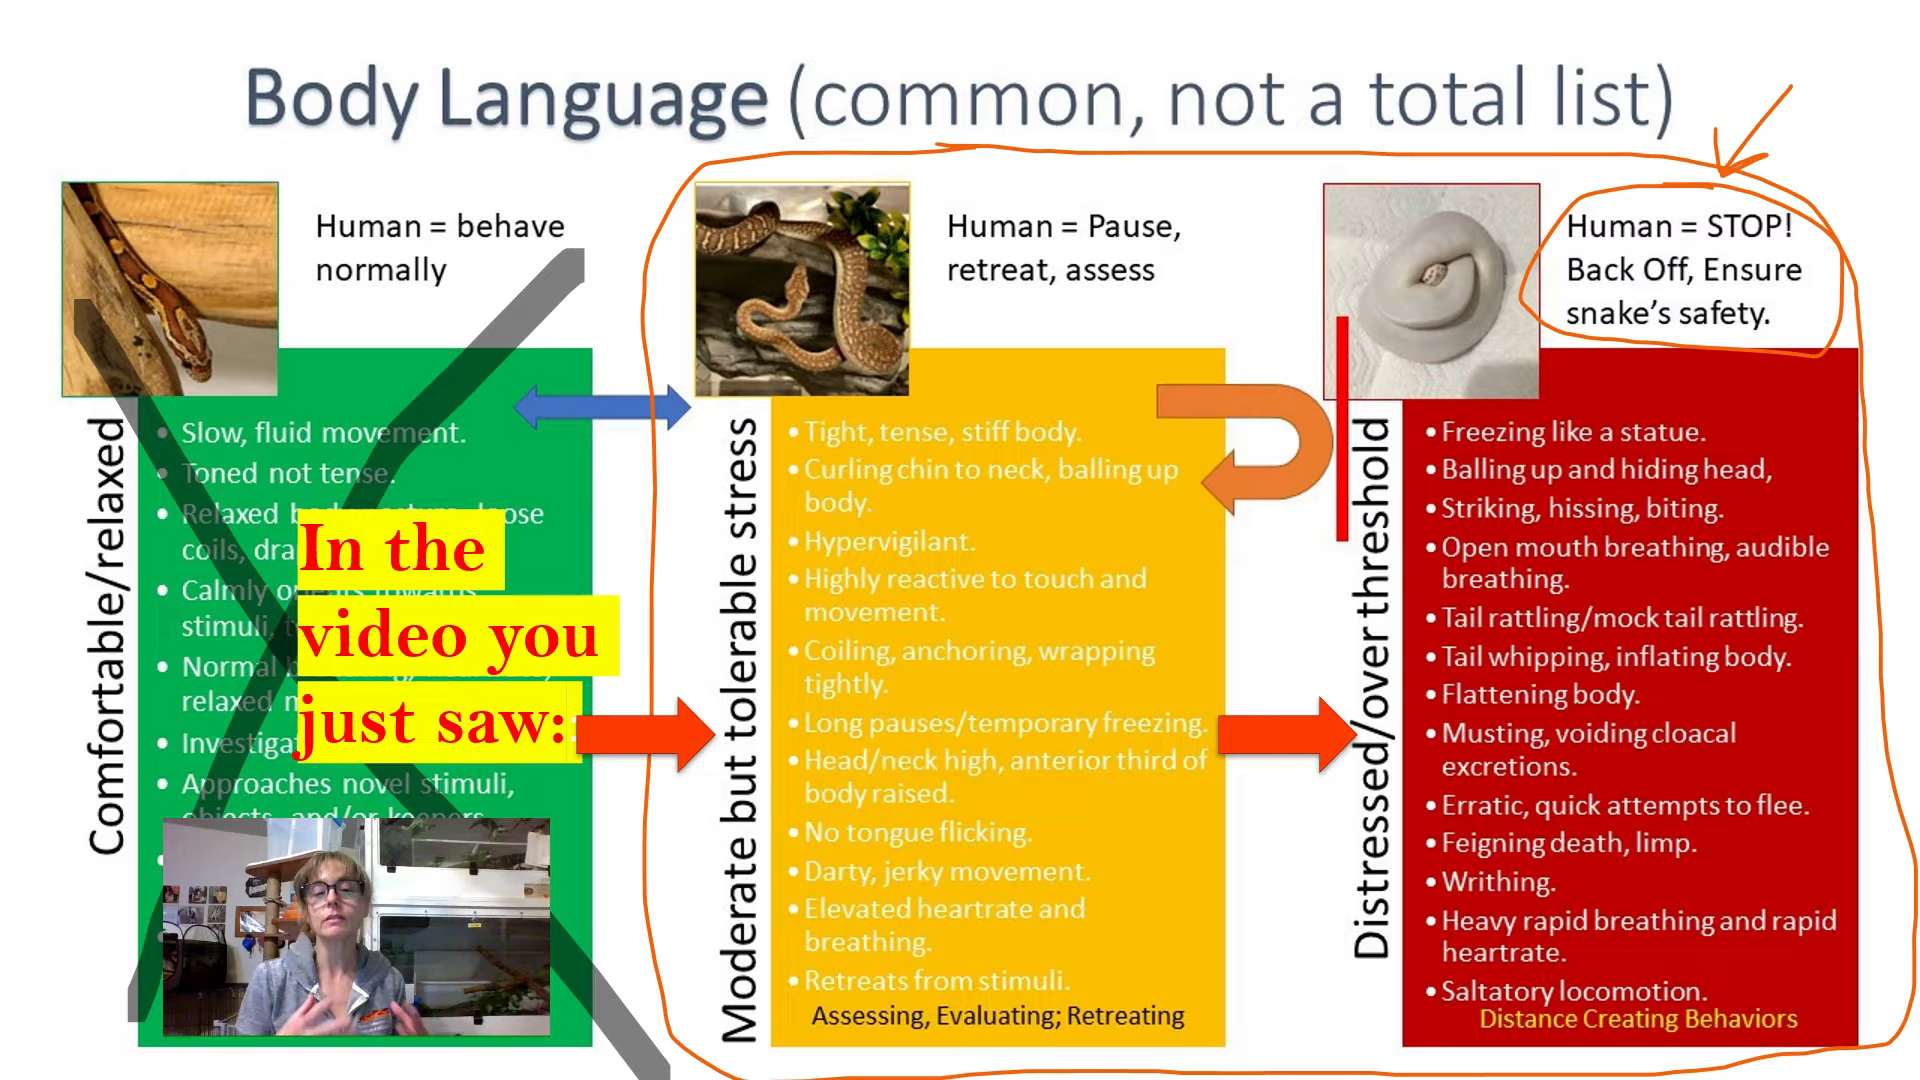 Body Language (common, not a total list)
Human = behave
normally
Comfortable/relaxed
• Slow, fluid movement.
• Toned not tense.
• Relaxed
coils,
• Calmly
stimuli,
• Normal
relaxed
•
• Approaches novel stimuli,
objects, and/or keepers
In the
video you
just saw:
Human = Pause,
retreat, assess
Moderate but tolerable stress
• Tight, tense, stiff body.
• Curling chin to neck, balling up
body.
• Hypervigilant.
• Highly reactive to touch and
movement.
• Coiling, anchoring, wrapping
tightly.
• Long pauses/temporary freezing.
• Head/neck high, anterior third of
body raised.
• No tongue flicking.
• Darty, jerky movement.
• Elevated heartrate and
breathing.
• Retreats from stimuli.
Assessing, Evaluating; Retreating
Human = STOP!
Back Off, Ensure
snake's safety.
Distressed/over threshold
• Freezing like a statue.
• Balling up and hiding head,
• Striking, hissing, biting.
• Open mouth breathing, audible
breathing.
• Tail rattling/mock tail rattling.
• Tail whipping, inflating body.
• Flattening body.
• Musting, voiding cloacal
excretions.
• Erratic, quick attempts to flee.
• Feigning death, limp.
• Writhing.
• Heavy rapid breathing and rapid
heartrate.
• Saltatory locomotion.
Distance Creating Behaviors